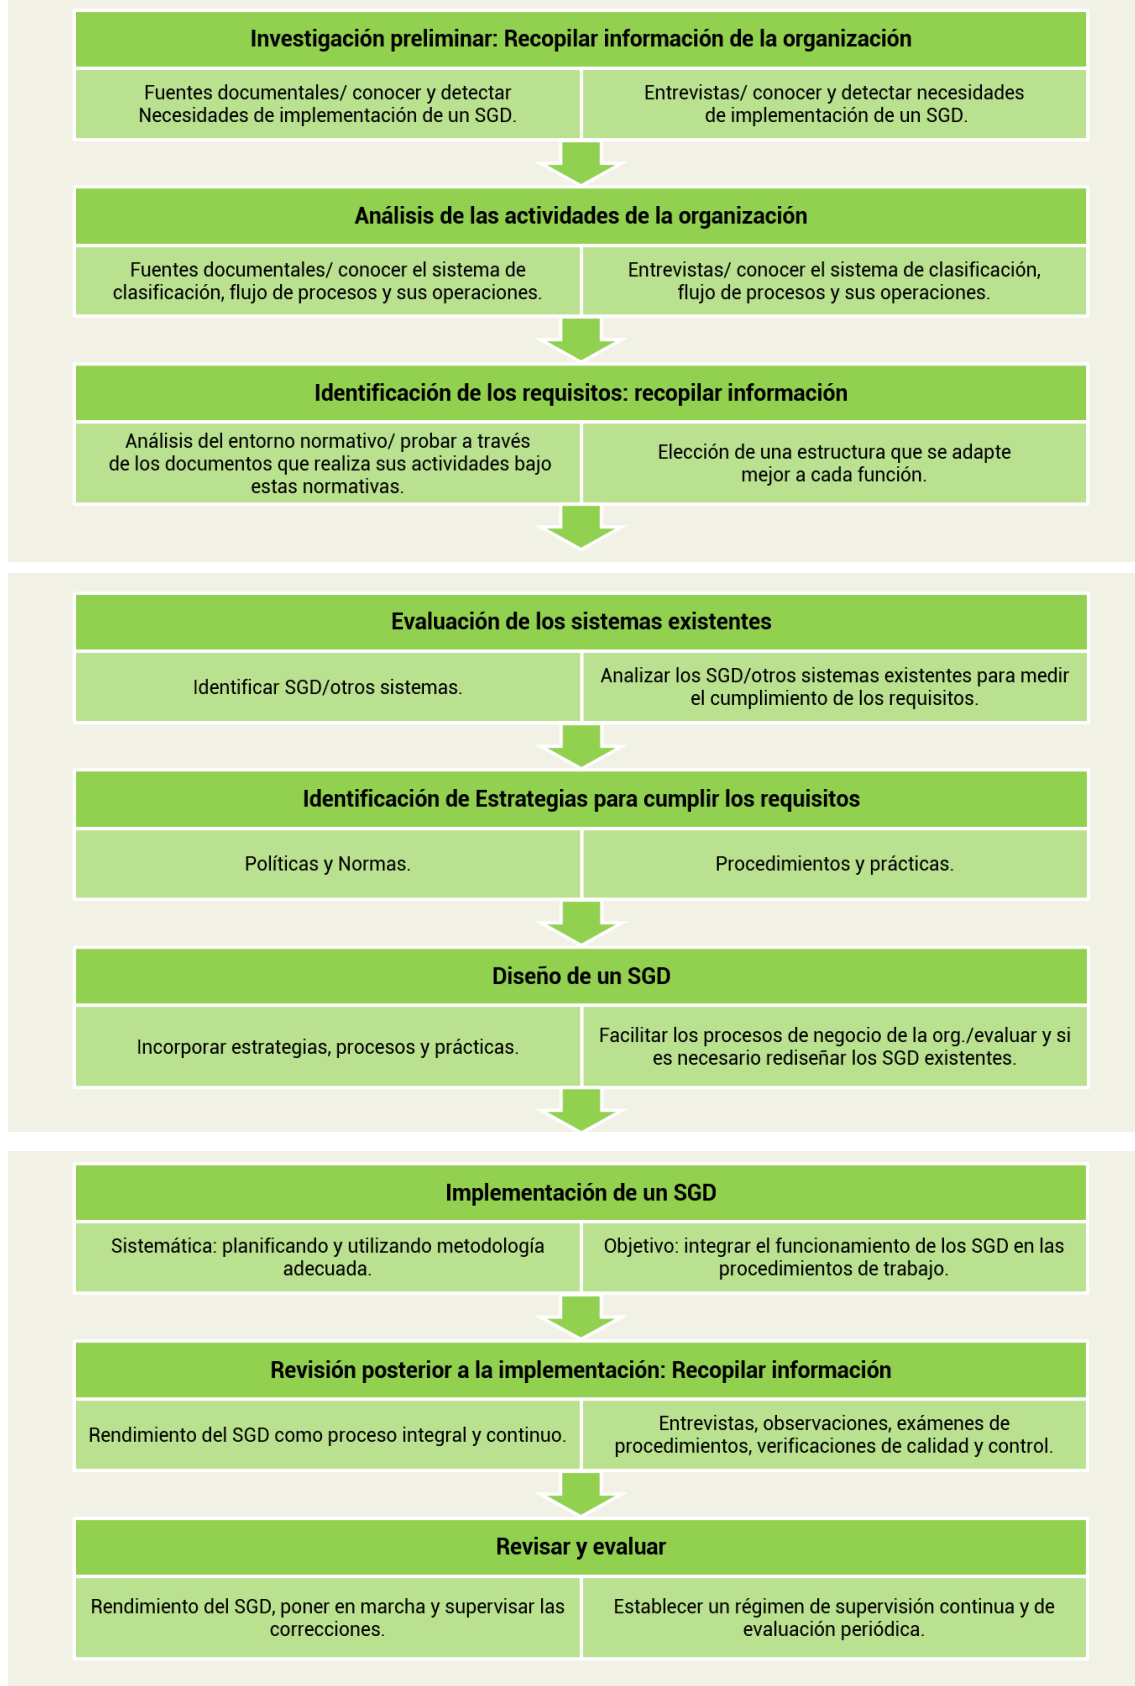 Investigación preliminar: Recopilar información de la organización
Fuentes documentales/ conocer y detectar
Necesidades de implementación de un SGD.
Entrevistas/ conocer y detectar necesidades
de implementación de un SGD.
Análisis de las actividades de la organización
Fuentes documentales/ conocer el sistema de
clasificación, flujo de procesos y sus operaciones.
Entrevistas/ conocer el sistema de clasificación,
flujo de procesos y sus operaciones.
Identificación de los requisitos: recopilar información
Análisis del entorno normativo/ probar a través
de los documentos que realiza sus actividades bajo
estas normativas.
Elección de una estructura que se adapte
mejor a cada función.
Evaluación de los sistemas existentes
Identificar SGD/otros sistemas.
Analizar los SGD/otros sistemas existentes para medir
el cumplimiento de los requisitos.
Identificación de Estrategias para cumplir los requisitos
Políticas y Normas.
Procedimientos y prácticas.
Diseño de un SGD
Incorporar estrategias, procesos y prácticas.
Facilitar los procesos de negocio de la org./evaluar y si
es necesario rediseñar los SGD existentes.
Implementación de un SGD
Sistemática: planificando y utilizando metodología
adecuada.
Objetivo: integrar el funcionamiento de los SGD en las
procedimientos de trabajo.
Revisión posterior a la implementación: Recopilar información
Rendimiento del SGD como proceso integral y continuo.
Entrevistas, observaciones, exámenes de
procedimientos, verificaciones de calidad y control.
Revisar y evaluar
Rendimiento del SGD, poner en marcha y supervisar las
correcciones.
Establecer un régimen de supervisión continua y de
evaluación periódica.